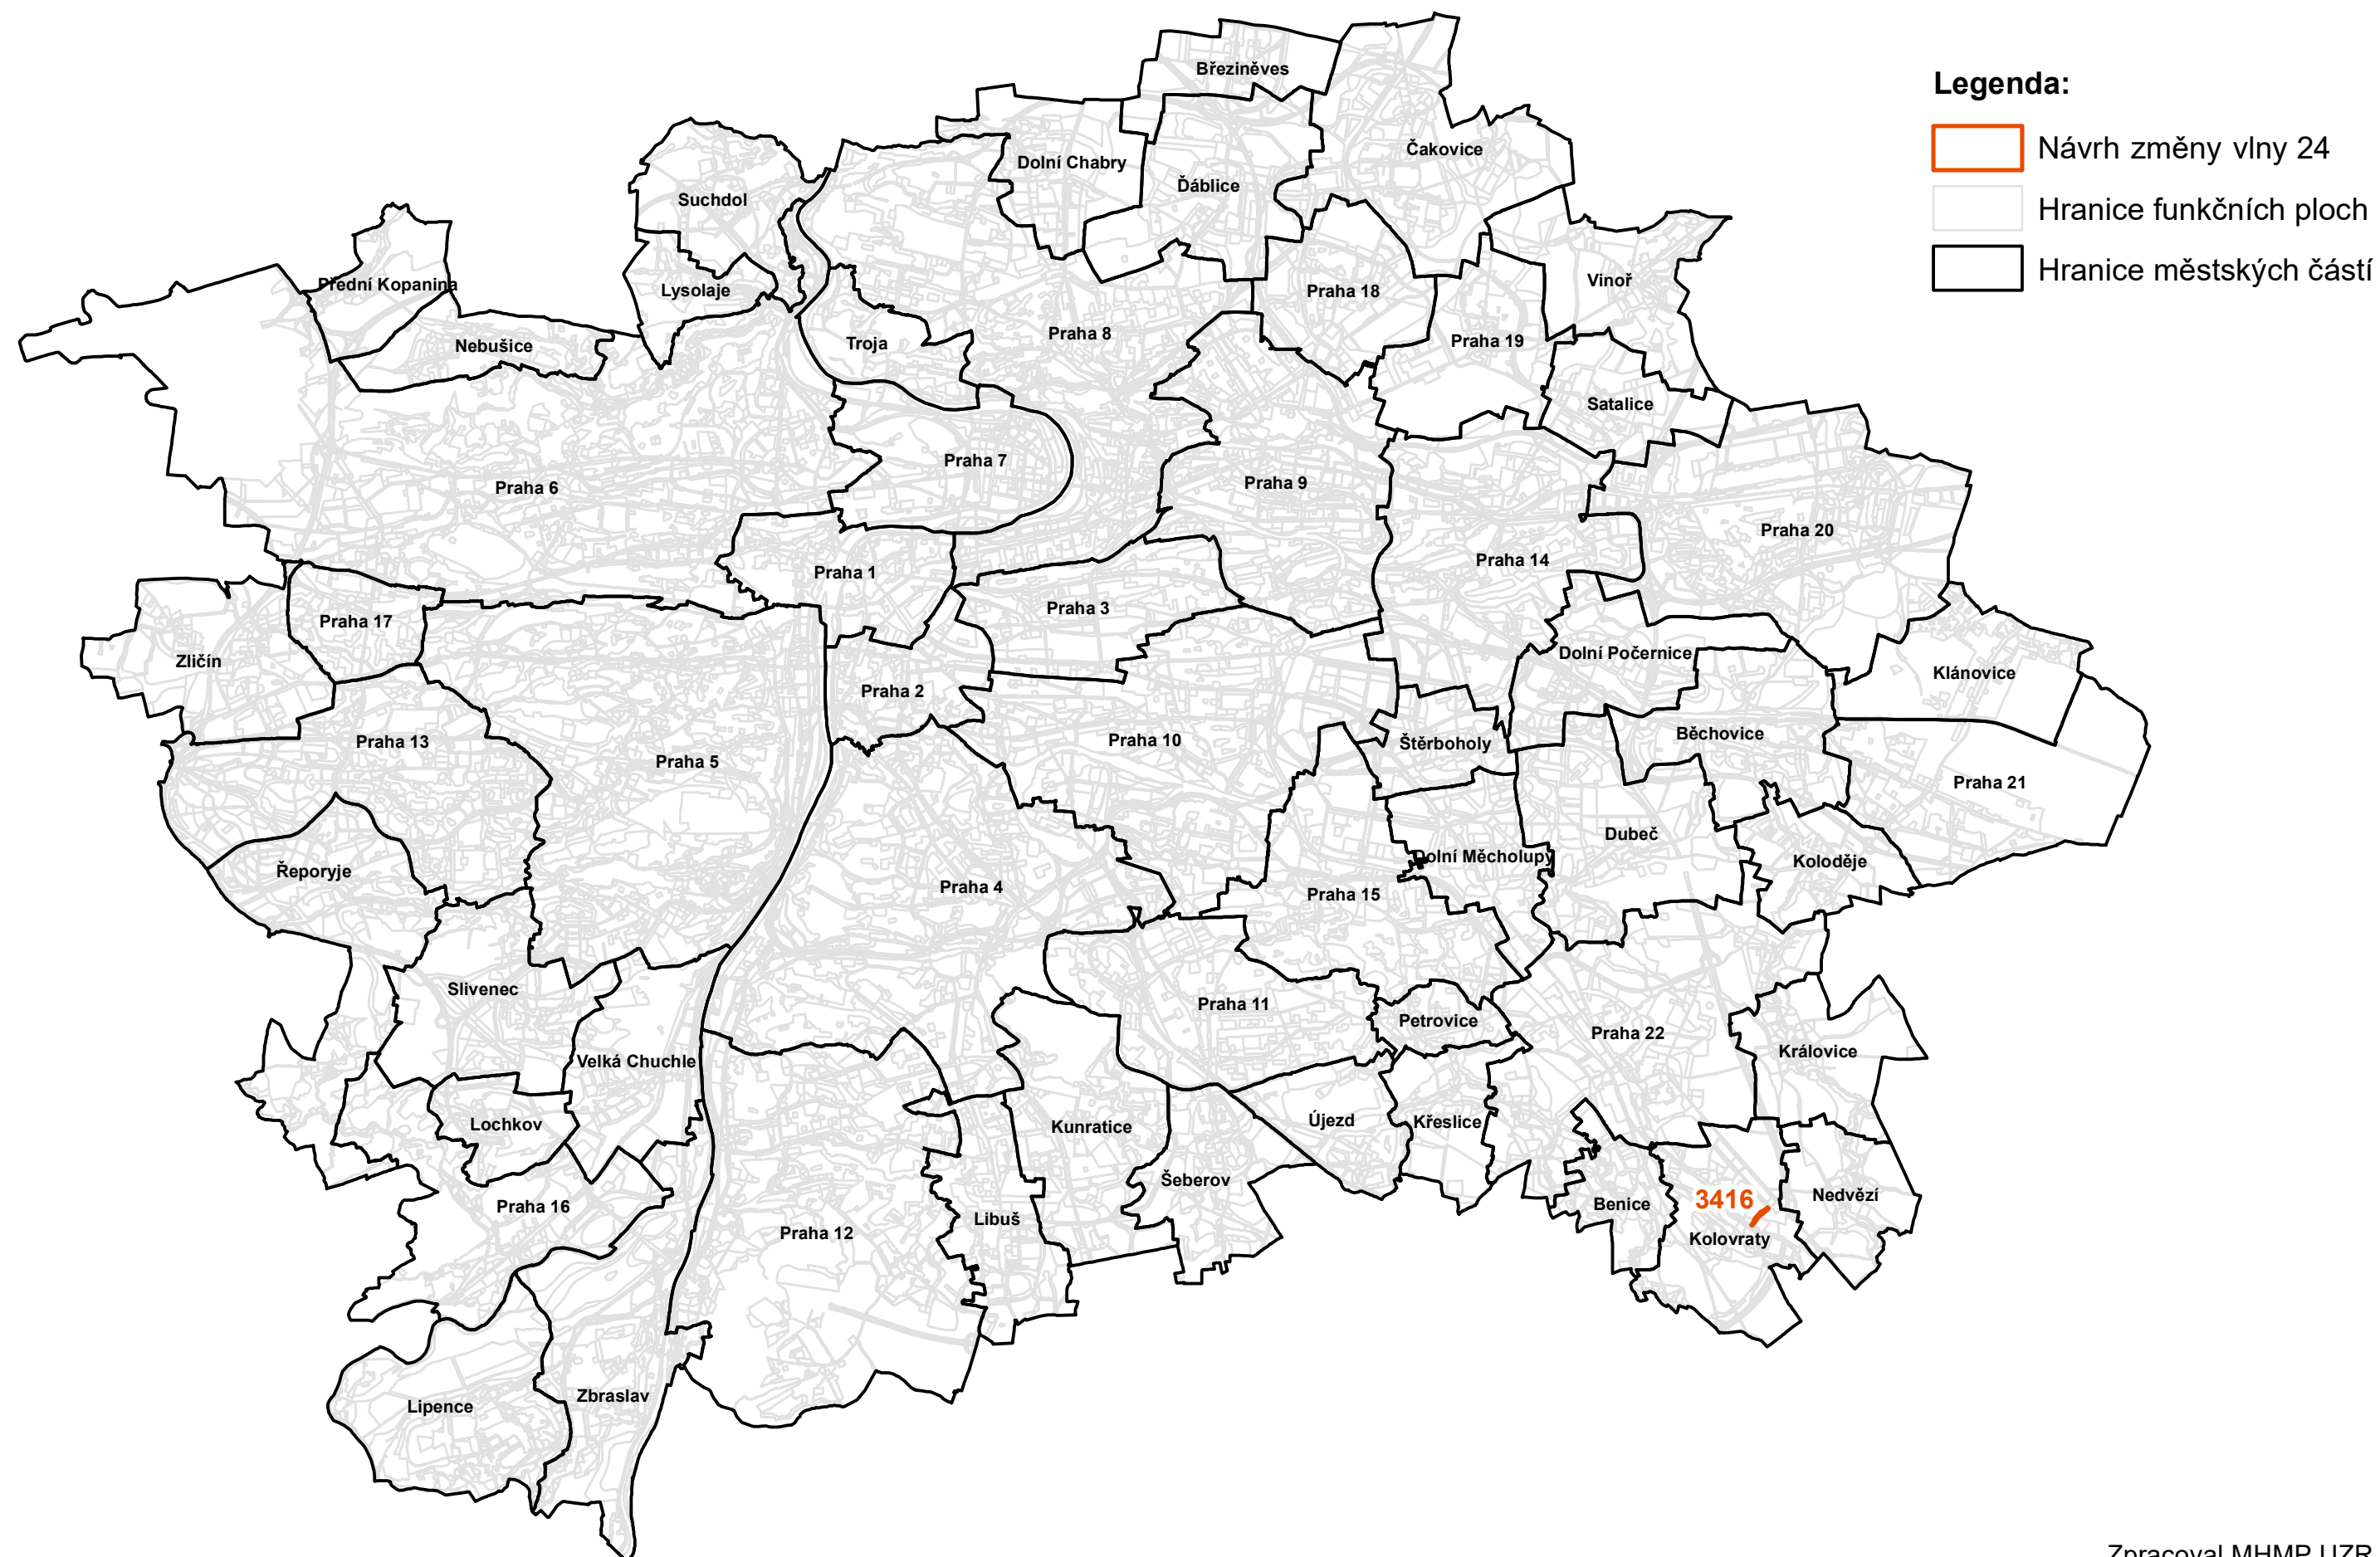 Legenda:
Návrh změny vlny 24
Hranice funkčních ploch
Hranice městských částí
Březiněves
Čakovice
Dolní Chabry
Ďáblice
Suchdol
Přední Kopanina
Lysolaje
Vinoř
Praha 18
Nebušice
Troja
Praha 8
Praha 19
Satalice
Praha 7
Praha 6
Praha 9
Praha 20
Praha 14
Praha 1
Praha 3
Praha 17
Zličín
Dolní Počernice
Klánovice
Praha 2
Praha 13
Praha 5
Praha 10
Štěrboholy
Běchovice
Praha 21
Dubeč
Dolní Měcholupy
Koloděje
Řeporyje
Praha 4
Praha 15
Slivenec
Praha 11
Petrovice
Praha 22
Královice
Velká Chuchle
Lochkov
Kunratice
Újezd
Křeslice
Šeberov
Praha 16
Libuš
Praha 12
Benice
3416
Nedvězí
Kolovraty
Zbraslav
Lipence
Zpracoval MHMP UZR